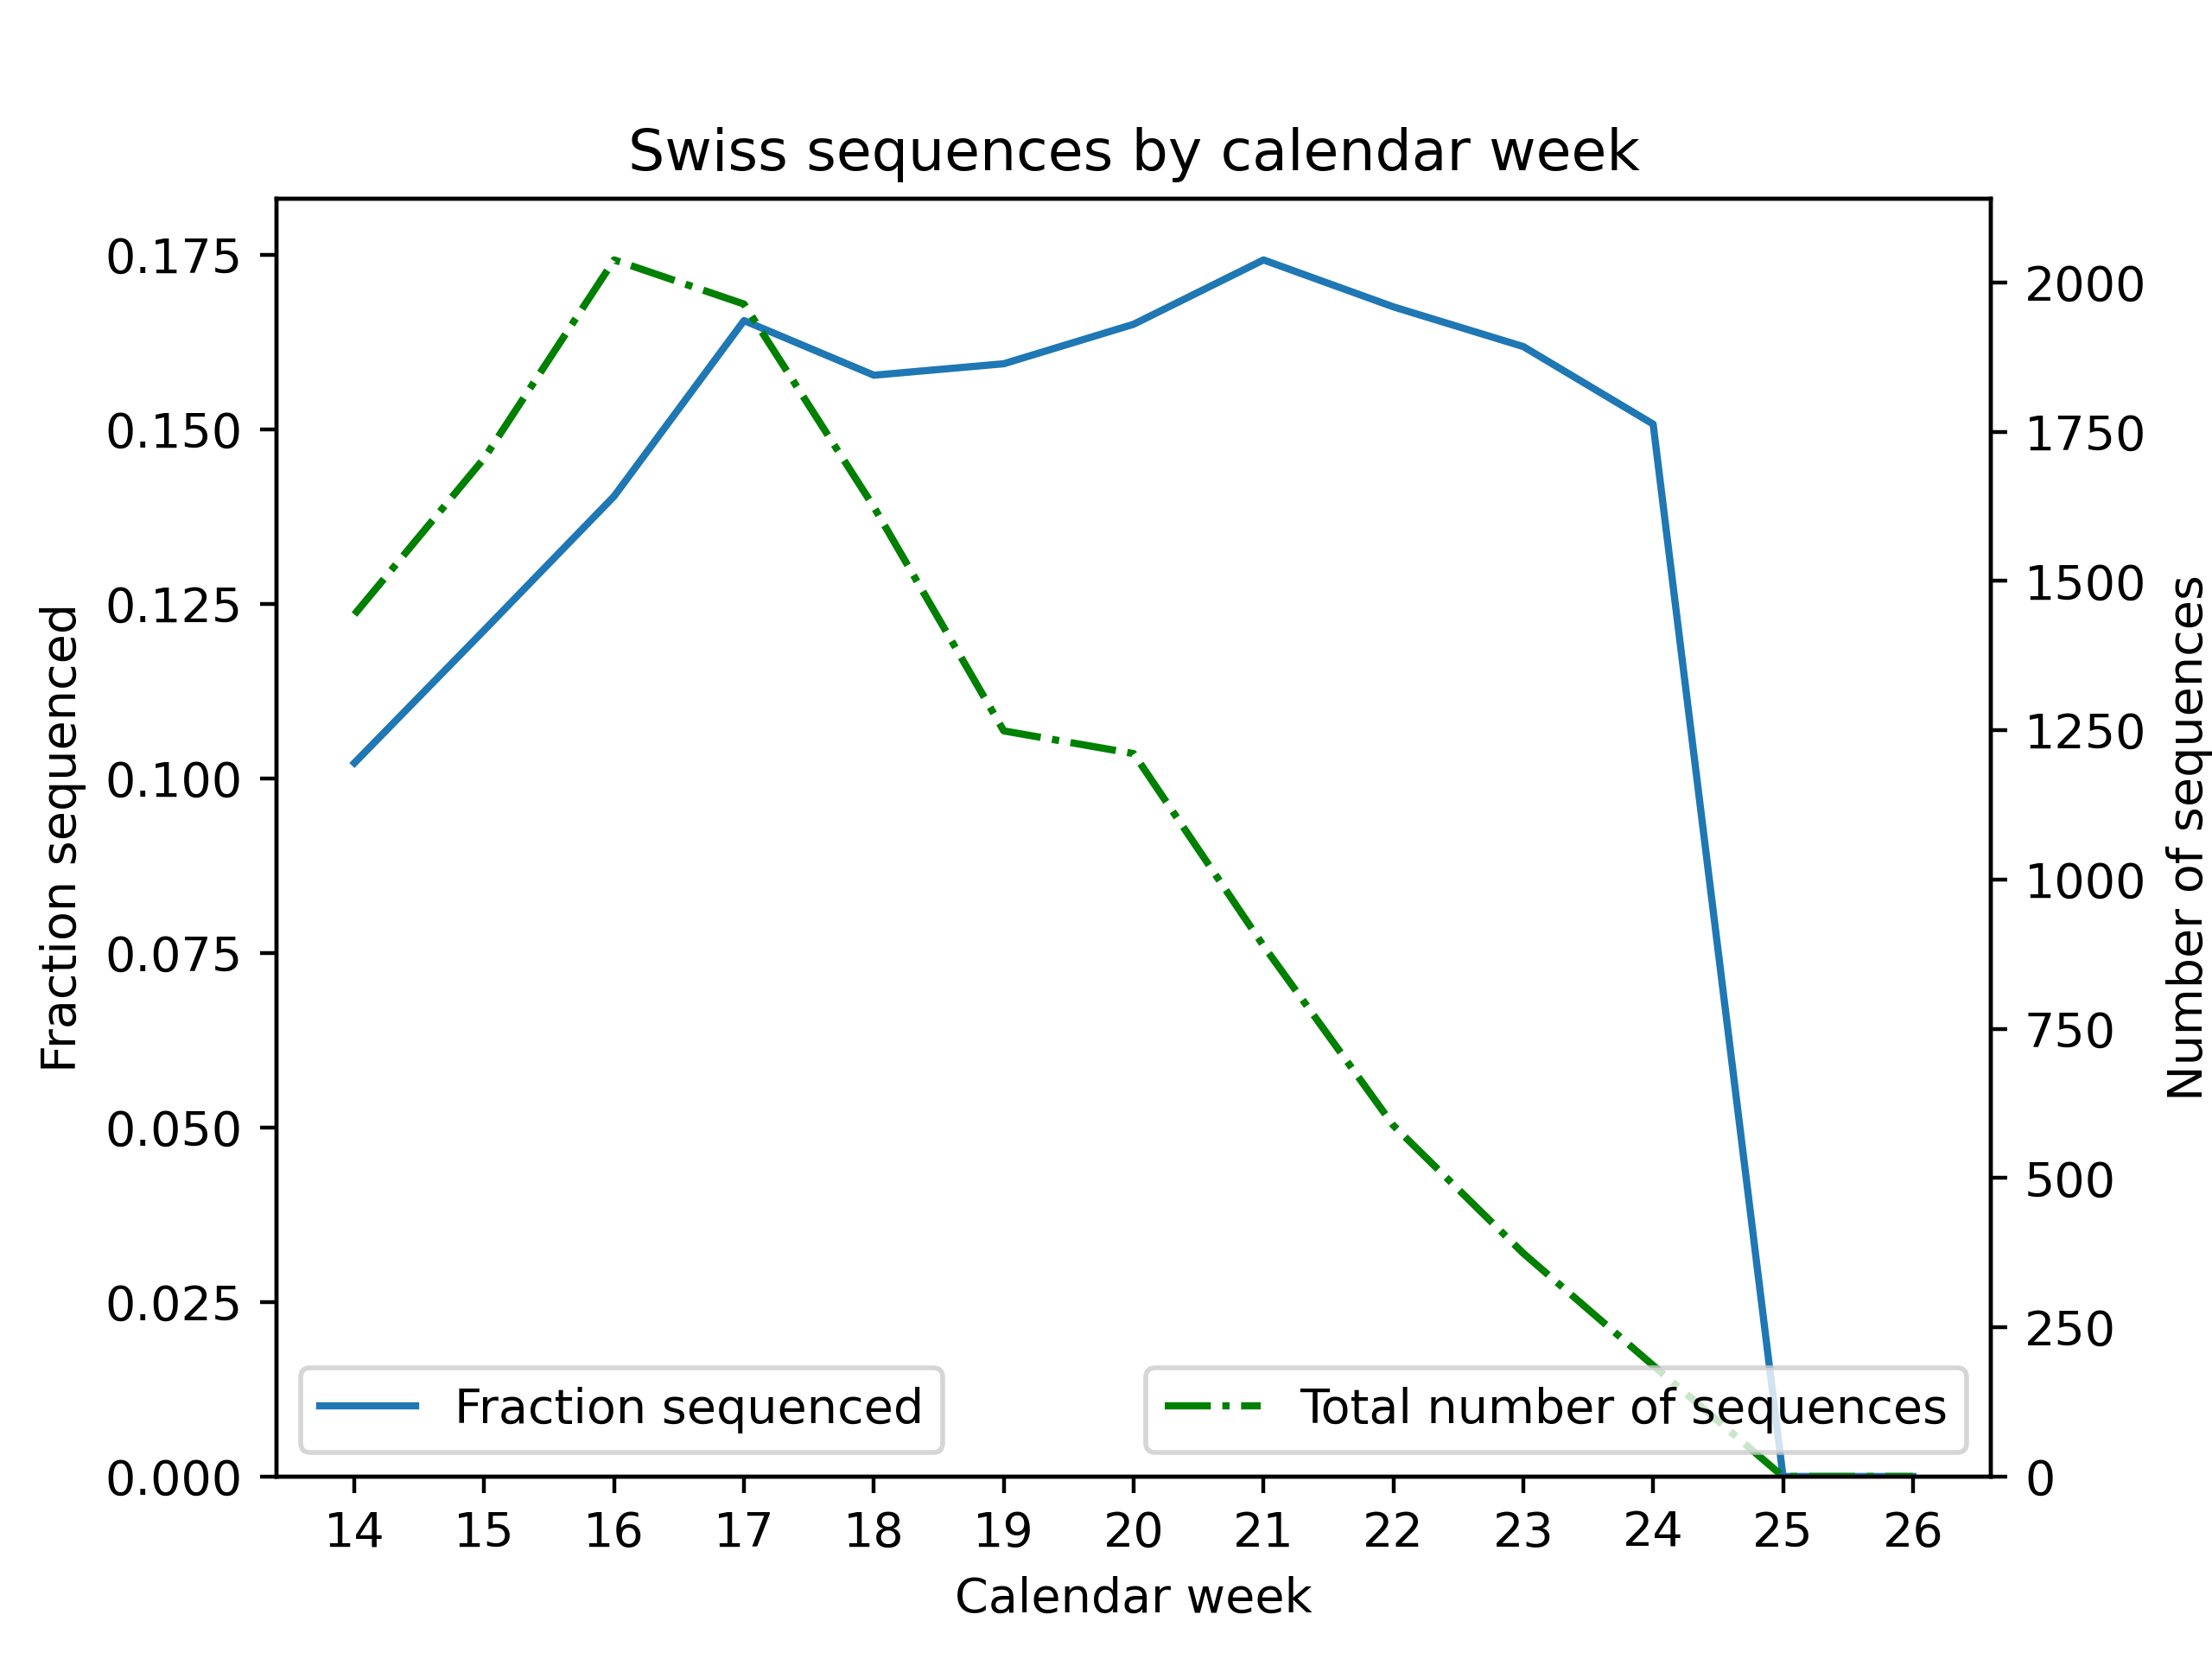 Swiss sequences by calendar week
Fraction sequenced
0.175
0.150
0.125
0.100
0.075
0.050
0.025
0.000
2000
1750
1500
1250
1000
750
500
250
0
Number of sequences
Fraction sequenced
Total number of sequences
14 15 16 17 18 19 20 21 22 23 24 25 26
Calendar week